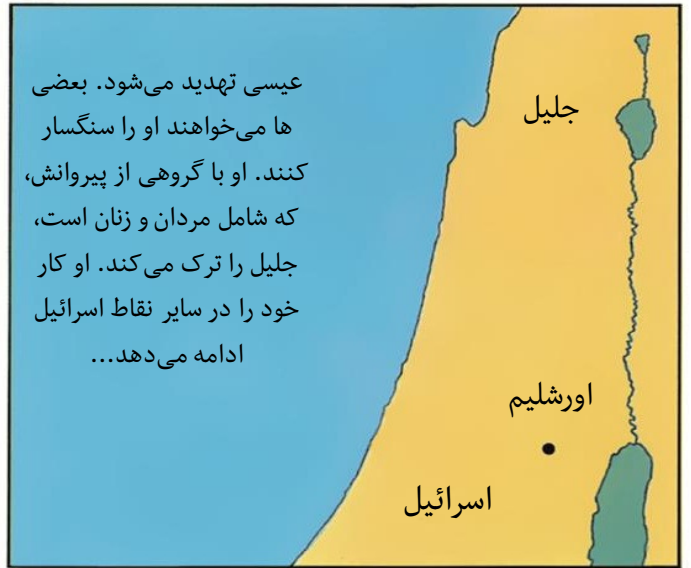 عیسی تهدید می‌شود. بعضی
ها می‌خواهند او را سنگسار
کنند. او با گروهی از پیروانش،
که شامل مردان و زنان است،
جلیل را ترک می‌کند. او کار
خود را در سایر نقاط اسرائیل
ادامه می‌دهد...
جلیل
اورشلیم
اسرائیل